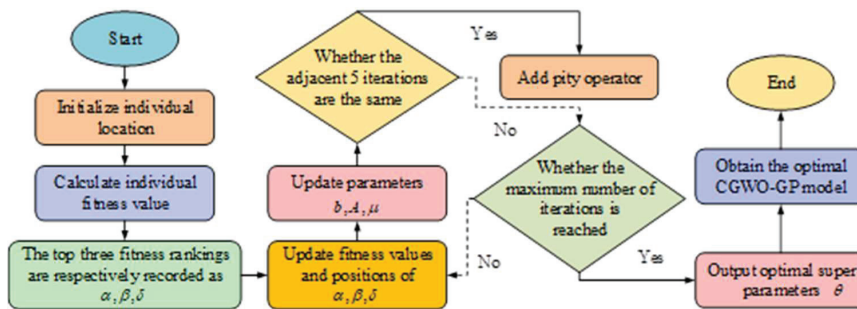 Start
Initialize individual
location
Calculate individual
fitness value
The top three fitness rankings
are respectively recorded as
α,β,δ
Update fitness values
and positions of
α,β,δ
Update parameters
b,A,μ
Whether the
adjacent 5 iterations
are the same
Yes
Add pity operator
No
Whether the
maximum number of
iterations is
reached
No
Yes
Output optimal super
parameters θ
Obtain the optimal
CGWO-GP model
End